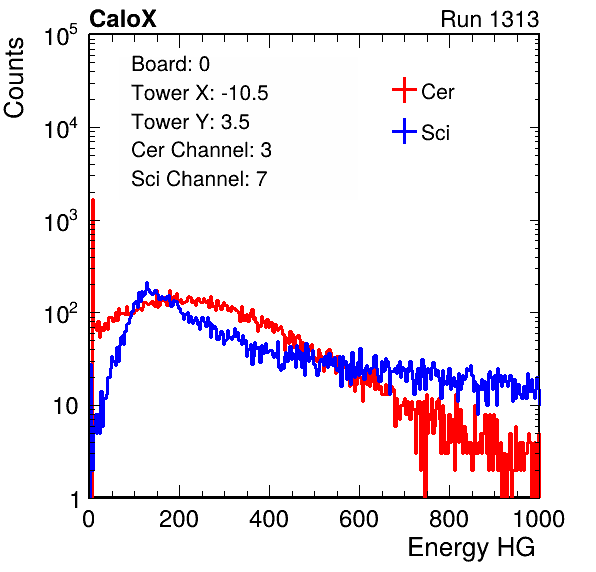 CaloX Run 1313
Counts
10^5
10^4
10^3
10^2
10
1
Board: 0
Tower X: -10.5
Tower Y: 3.5
Cer Channel: 3
Sci Channel: 7
Cer
Sci
0 200 400 600 800 1000
Energy HG